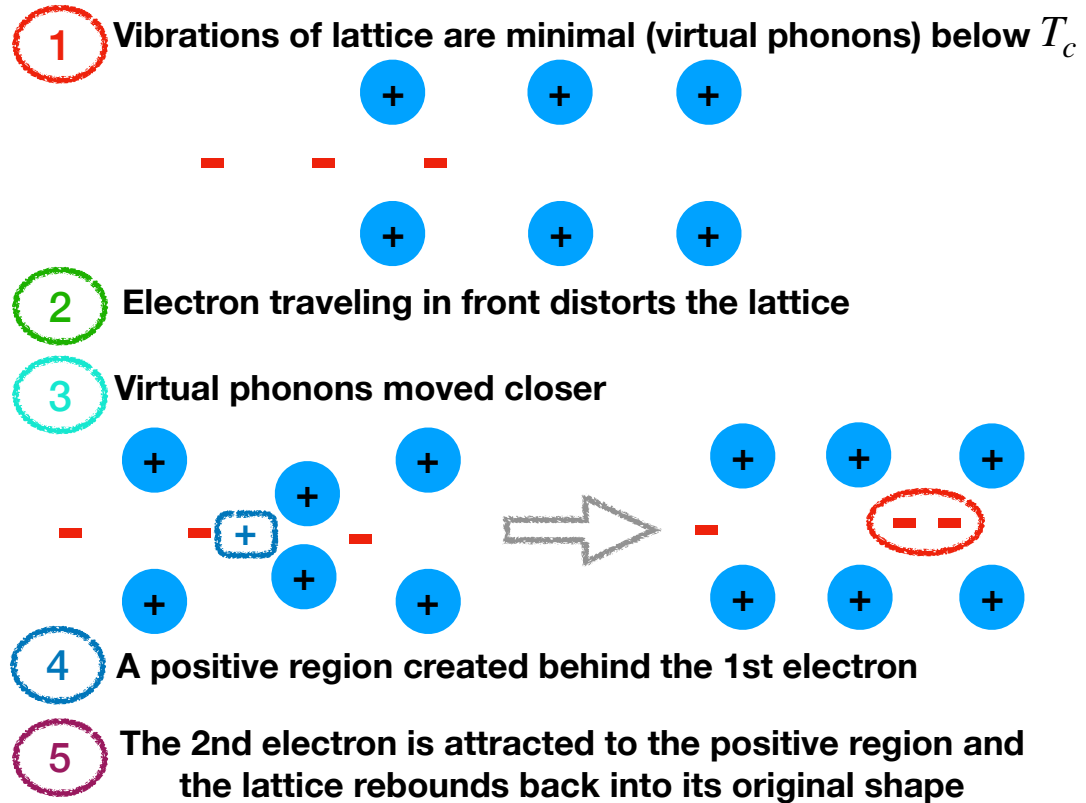 1 Vibrations of lattice are minimal (virtual phonons) below T_c
+ + +
- - -
+ + +
2 Electron traveling in front distorts the lattice
3 Virtual phonons moved closer
+ + + + + +
- - + - - - -
+ + + + + +
4 A positive region created behind the 1st electron
5 The 2nd electron is attracted to the positive region and
the lattice rebounds back into its original shape